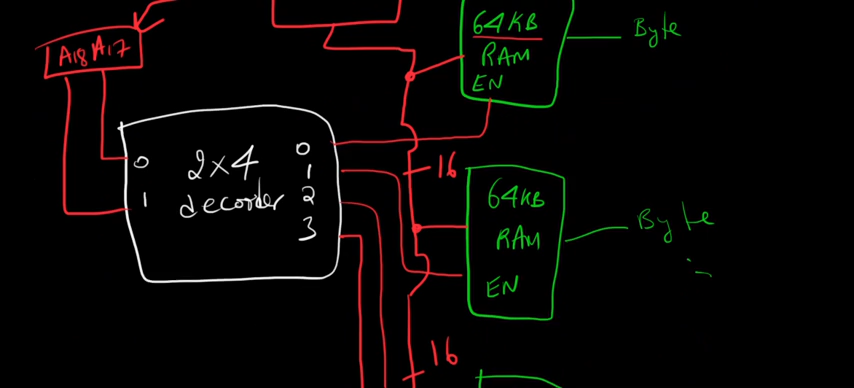 64KB
RAM
EN
Byte
A18 A17
0
1
2x4
decoder
0
1
2
3
16
64KB
RAM
EN
Byte
16